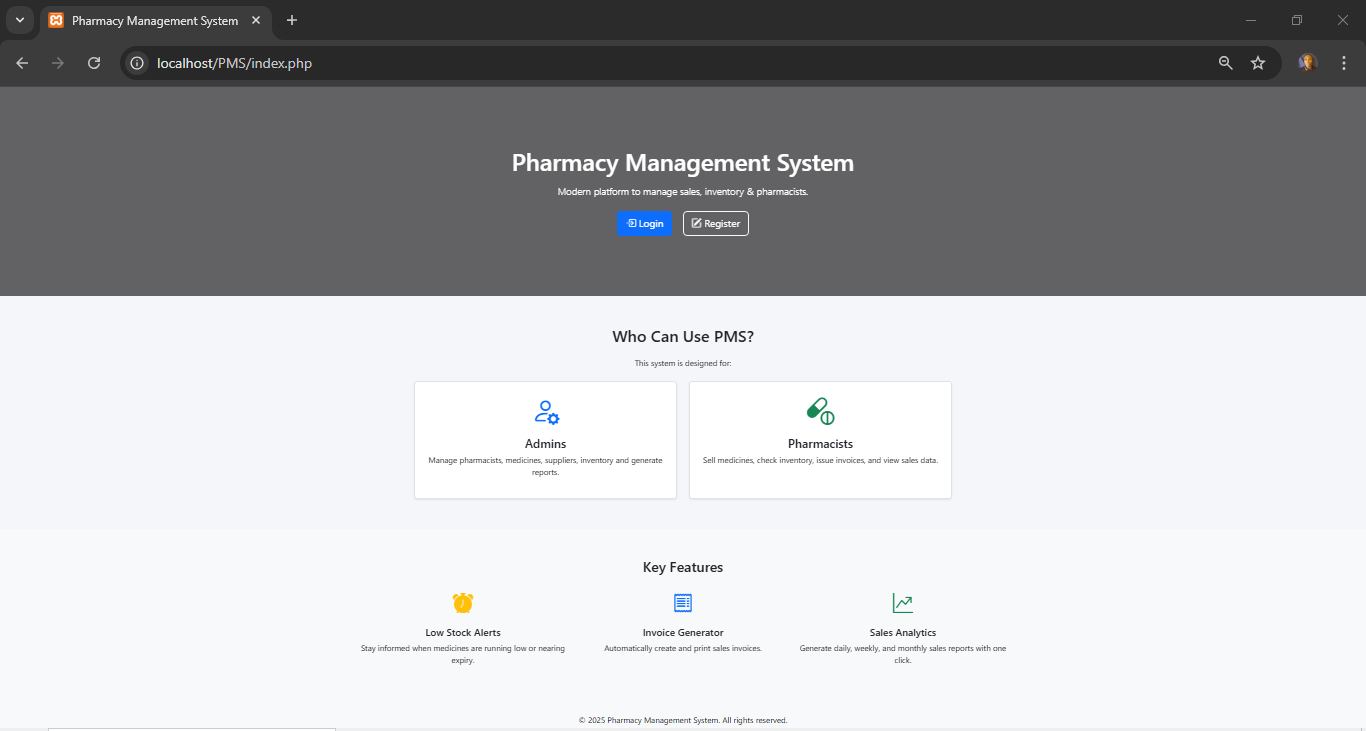 Pharmacy Management System
localhost/PMS/index.php
Pharmacy Management System
Modern platform to manage sales, inventory & pharmacists.
Login
Register
Who Can Use PMS?
This system is designed for:
Admins
Manage pharmacists, medicines, suppliers, inventory and generate
reports.
Pharmacists
Sell medicines, check inventory, issue invoices, and view sales data.
Key Features
Low Stock Alerts
Stay informed when medicines are running low or nearing
expiry.
Invoice Generator
Automatically create and print sales invoices.
Sales Analytics
Generate daily, weekly, and monthly sales reports with one
click.
© 2025 Pharmacy Management System. All rights reserved.